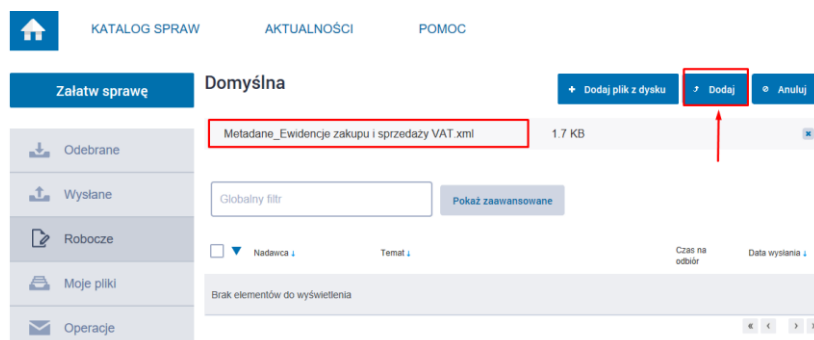 KATALOG SPRAW AKTUALNOŚCI POMOC
Załatw sprawę
Domyślna
Dodaj plik z dysku
Dodaj
Anuluj
Metadane_Ewidencje zakupu i sprzedaży VAT.xml 1.7 KB
Odebrane
Wysłane
Robocze
Moje pliki
Operacje
Globalny filtr
Pokaż zaawansowane
Nadawca Temat Czas na odbiór Data wysłania
Brak elementów do wyświetlenia